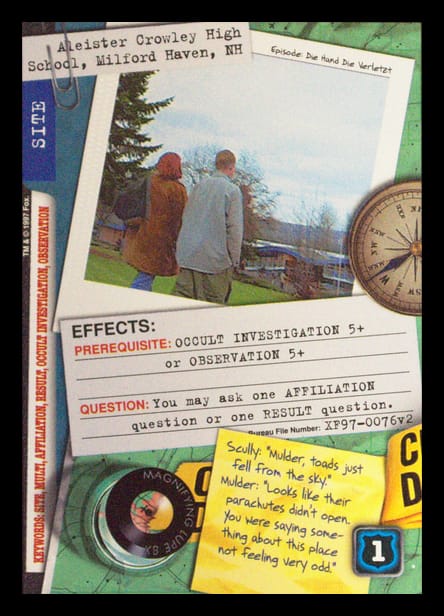 Aleister Crowley High
School, Milford Haven, NH
Episode: Die Hand Die Verletzt
SITE
TM & © 1997 Fox.
KEYWORDS: SITE, MULTI, AFFILIATION, RESULT, OCCULT INVESTIGATION, OBSERVATION
EFFECTS:
PREREQUISITE: OCCULT INVESTIGATION 5+
or OBSERVATION 5+
QUESTION: You may ask one AFFILIATION
question or one RESULT question.
Bureau File Number: XF97-0076v2
Scully: "Mulder, toads just
fell from the sky."
Mulder: "Looks like their
parachutes didn't open.
You were saying some-
thing about this place
not feeling very odd."
MAGNIFYING LUPE 8X
1